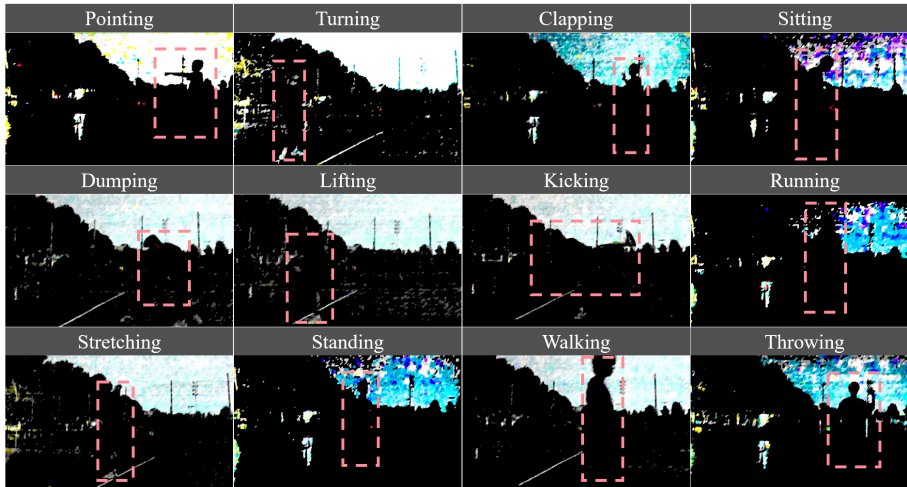 Pointing
Turning
Clapping
Sitting
Dumping
Lifting
Kicking
Running
Stretching
Standing
Walking
Throwing